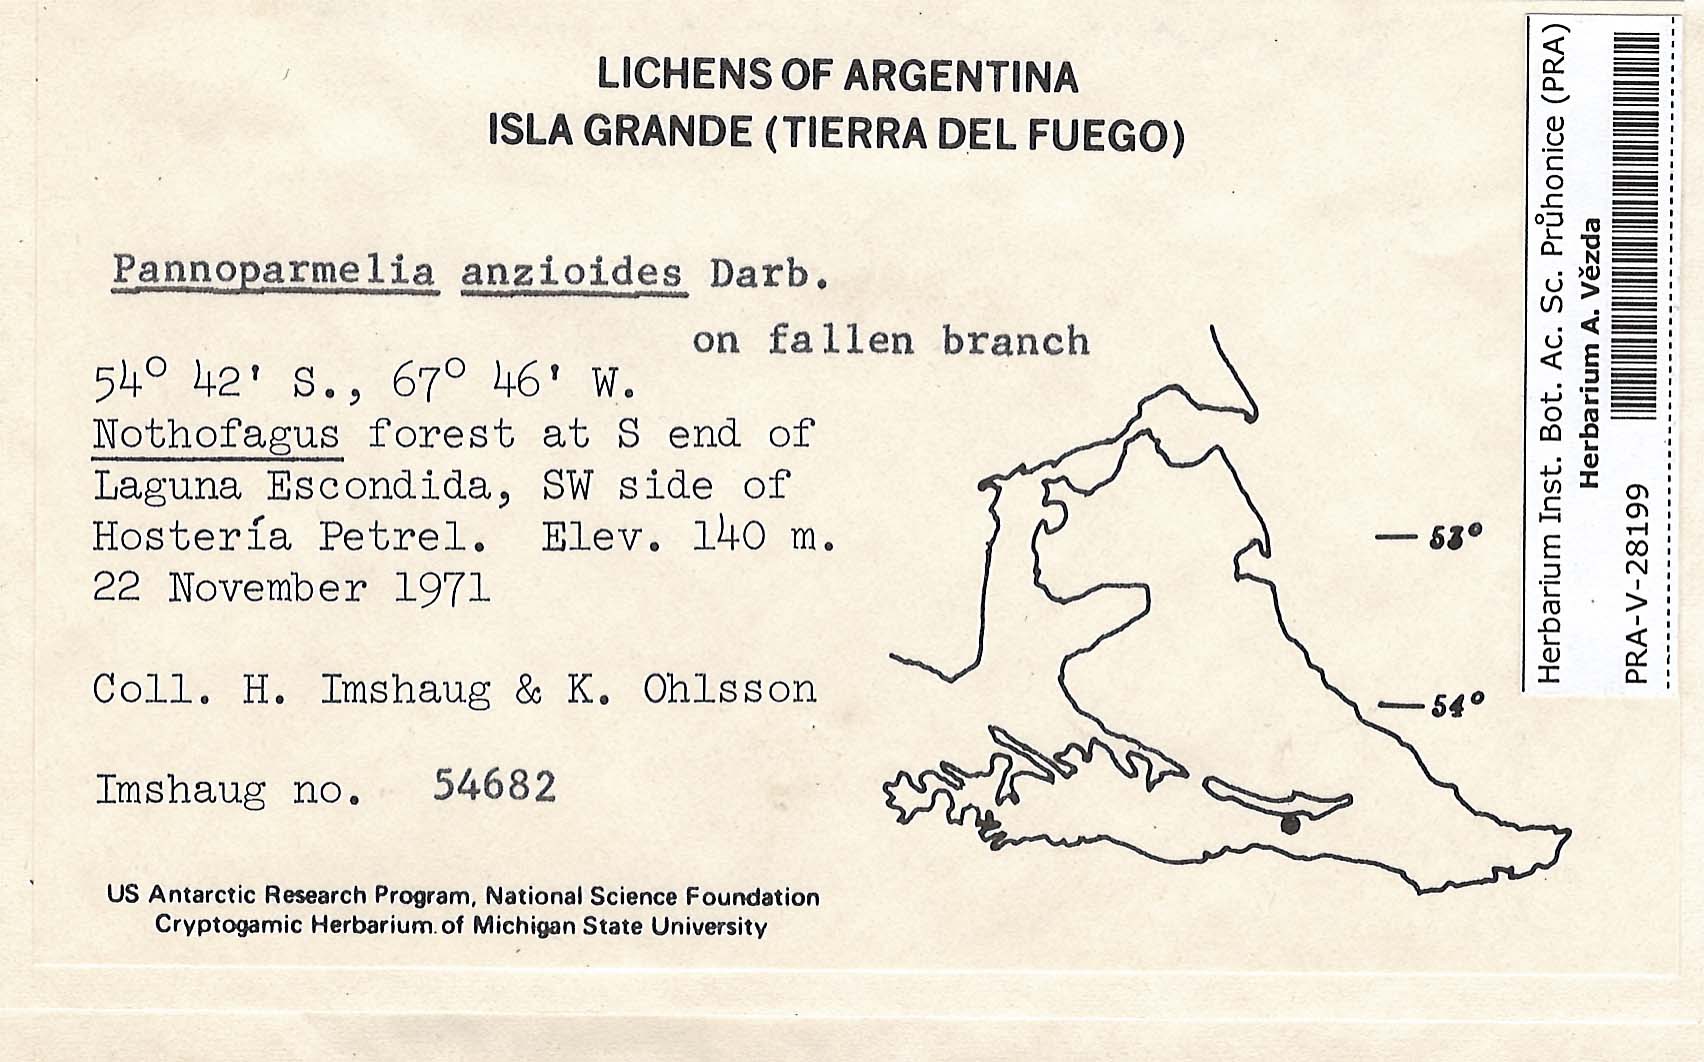 LICHENS OF ARGENTINA
ISLA GRANDE (TIERRA DEL FUEGO)
Pannoparmelia anzioides Darb.
on fallen branch
54° 42' S., 67° 46' W.
Nothofagus forest at S end of
Laguna Escondida, SW side of
Hostería Petrel. Elev. 140 m.
22 November 1971
Coll. H. Imshaug & K. Ohlsson
Imshaug no. 54682
US Antarctic Research Program, National Science Foundation
Cryptogamic Herbarium of Michigan State University
53°
54°
Herbarium Inst. Bot. Ac. Sc. Průhonice (PRA)
Herbarium A. Vězda
PRA-V-28199